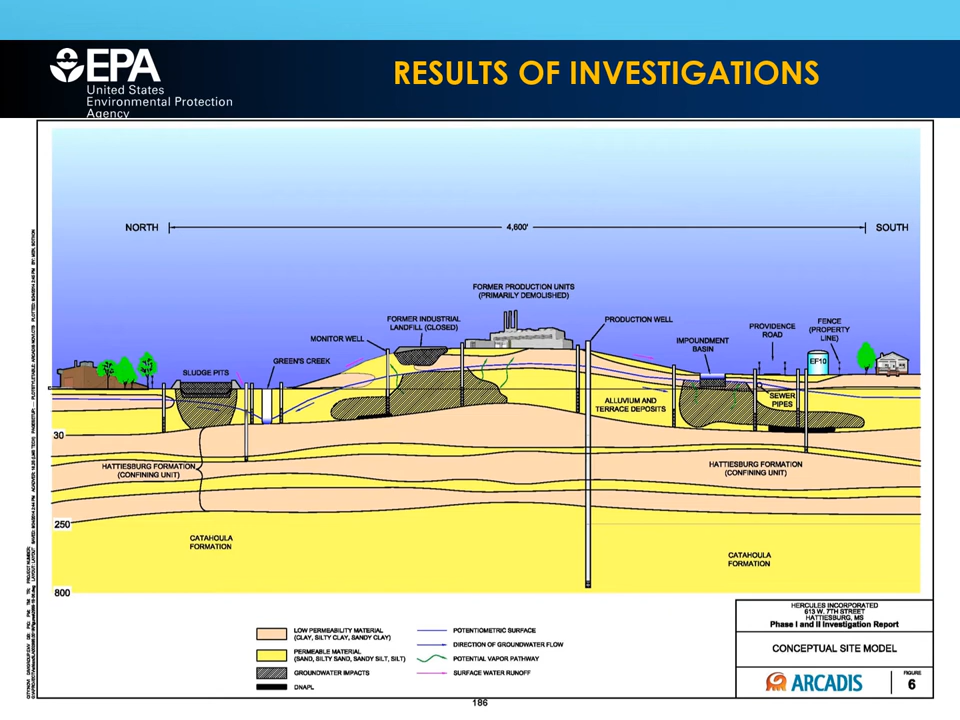 EPA
United States
Environmental Protection
Agency
RESULTS OF INVESTIGATIONS
NORTH
4,600'
SOUTH
FORMER PRODUCTION UNITS
(PRIMARILY DEMOLISHED)
FORMER INDUSTRIAL
LANDFILL (CLOSED)
PRODUCTION WELL
MONITOR WELL
IMPOUNDMENT
BASIN
PROVIDENCE
ROAD
FENCE
(PROPERTY
LINE)
GREEN'S CREEK
SLUDGE PITS
EF10
SEWER
PIPES
ALLUVIUM AND
TERRACE DEPOSITS
30
HATTIESBURG FORMATION
(CONFINING UNIT)
HATTIESBURG FORMATION
(CONFINING UNIT)
250
CATAHOULA
FORMATION
CATAHOULA
FORMATION
800
LOW PERMEABILITY MATERIAL
(CLAY, SILTY CLAY, SANDY CLAY)
PERMEABLE MATERIAL
(SAND, SILTY SAND, SANDY SILT, SILT)
GROUNDWATER IMPACTS
DNAPL
POTENTIOMETRIC SURFACE
DIRECTION OF GROUNDWATER FLOW
POTENTIAL VAPOR PATHWAY
SURFACE WATER RUNOFF
HERCULES INCORPORATED
613 W. 7TH STREET
HATTIESBURG, MS
Phase I and II Investigation Report
CONCEPTUAL SITE MODEL
ARCADIS
FIGURE
6
186